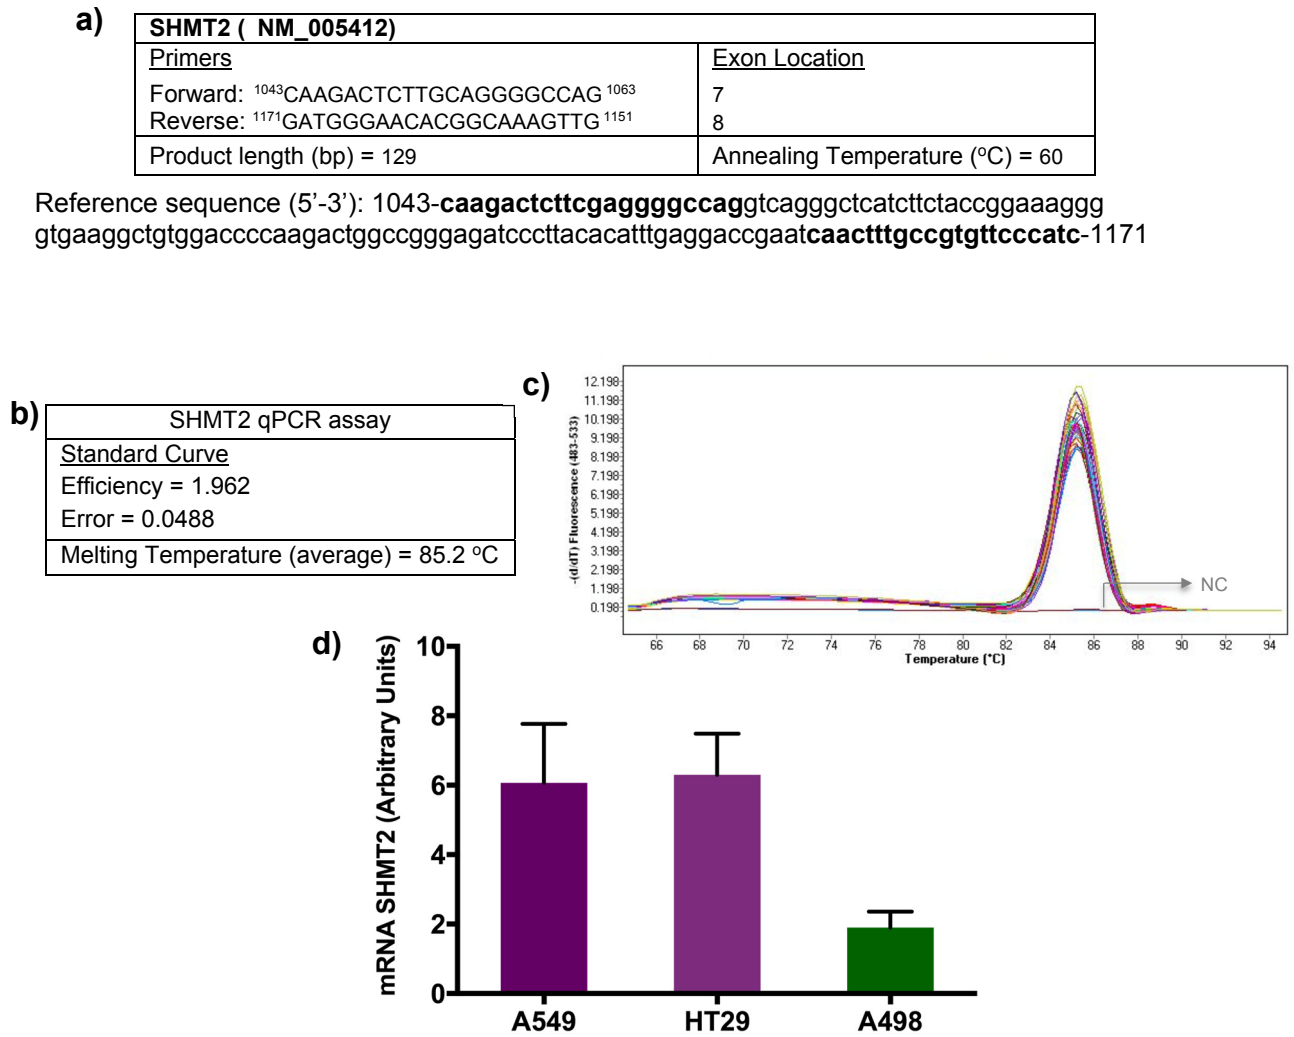 a)
SHMT2 ( NM_005412)
Primers
Exon Location
Forward: 1043CAAGACTCTTGCAGGGGCCAG 1063
7
Reverse: 1171GATGGGAACACGGCAAAGTTG 1151
8
Product length (bp) = 129
Annealing Temperature (ºC) = 60
Reference sequence (5’-3’): 1043-caagactcttcgaggggccaggtcagggctcatcttctaccggaaaggg
gtgaaggctgtggaccccaagactggccgggagatcccttacacatttgaggaccgaatcaactttgccgtgttcccatc-1171
b)
SHMT2 qPCR assay
Standard Curve
Efficiency = 1.962
Error = 0.0488
Melting Temperature (average) = 85.2 ºC
c)
-(d/dT) Fluorescence (483-533)
12.198
11.198
10.198
9.198
8.198
7.198
6.198
5.198
4.198
3.198
2.198
1.198
0.198
NC
66 68 70 72 74 76 78 80 82 84 86 88 90 92 94
Temperature (°C)
d)
mRNA SHMT2 (Arbitrary Units)
10
8
6
4
2
0
A549 HT29 A498